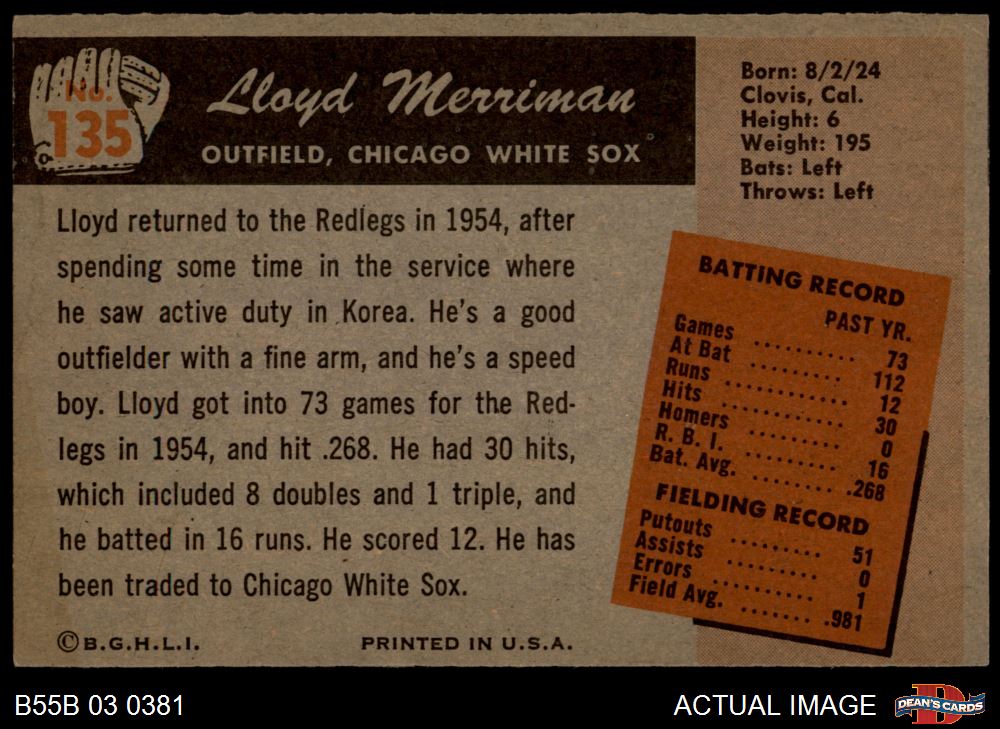 No.
135
Lloyd Merriman
OUTFIELD, CHICAGO WHITE SOX
Born: 8/2/24
Clovis, Cal.
Height: 6
Weight: 195
Bats: Left
Throws: Left
Lloyd returned to the Redlegs in 1954, after
spending some time in the service where
he saw active duty in Korea. He's a good
outfielder with a fine arm, and he's a speed
boy. Lloyd got into 73 games for the Red-
legs in 1954, and hit .268. He had 30 hits,
which included 8 doubles and 1 triple, and
he batted in 16 runs. He scored 12. He has
been traded to Chicago White Sox.
BATTING RECORD
PAST YR.
Games .......... 73
At Bat ......... 112
Runs ........... 12
Hits ............ 30
Homers ......... 0
R. B. I. ......... 16
Bat. Avg. ........ .268
FIELDING RECORD
Putouts ......... 51
Assists ......... 0
Errors .......... 1
Field Avg. ....... .981
©B.G.H.L.I. PRINTED IN U.S.A.
B55B 03 0381 ACTUAL IMAGE
D
DEAN'S CARDS